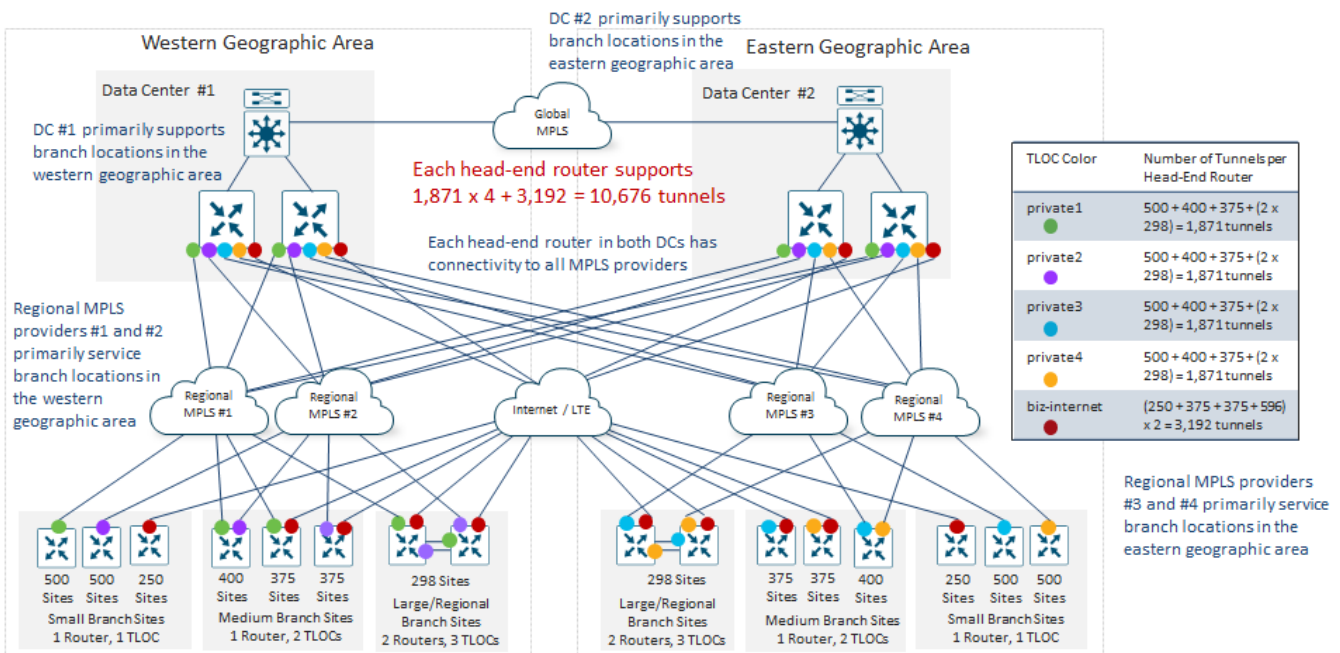 DC #2 primarily supports
branch locations in the
eastern geographic area
Western Geographic Area
Eastern Geographic Area
Data Center #1
Data Center #2
Global
MPLS
DC #1 primarily supports
branch locations in the
western geographic area
Each head-end router supports
1,871 x 4 + 3,192 = 10,676 tunnels
Each head-end router in both DCs has
connectivity to all MPLS providers
TLOC Color
Number of Tunnels per
Head-End Router
private1
500 + 400 + 375 + (2 x
298) = 1,871 tunnels
private2
500 + 400 + 375 + (2 x
298) = 1,871 tunnels
private3
500 + 400 + 375 + (2 x
298) = 1,871 tunnels
private4
500 + 400 + 375 + (2 x
298) = 1,871 tunnels
biz-internet
(250 + 375 + 375 + 596)
x 2 = 3,192 tunnels
Regional MPLS
providers #1 and #2
primarily service
branch locations in
the western
geographic area
Regional
MPLS #1
Regional
MPLS #2
Internet / LTE
Regional
MPLS #3
Regional
MPLS #4
Regional MPLS providers
#3 and #4 primarily service
branch locations in the
eastern geographic area
500
Sites
500
Sites
250
Sites
Small Branch Sites
1 Router, 1 TLOC
400
Sites
375
Sites
375
Sites
Medium Branch Sites
1 Router, 2 TLOCs
298 Sites
Large/Regional
Branch Sites
2 Routers, 3 TLOCs
298 Sites
Large/Regional
Branch Sites
2 Routers, 3 TLOCs
375
Sites
375
Sites
400
Sites
Medium Branch Sites
1 Router, 2 TLOCs
250
Sites
500
Sites
500
Sites
Small Branch Sites
1 Router, 1 TLOC